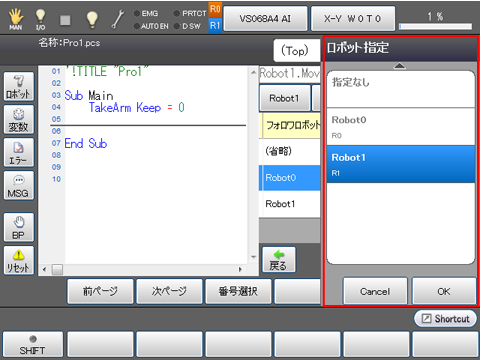 MAN
I/O
EMG
PRTCT
AUTO EN
D SW
R0
R1
VS068A4 AI
X-Y W 0 T 0
1 %
名称:Pro1.pcs
(Top)
ロボット指定
ロボット
変数
エラー
MSG
BP
リセット
01 '!TITLE "Pro1"
02
03 Sub Main
04 TakeArm Keep = 0
05
06
07 End Sub
08
09
10
Robot1.Mov
Robot1
フォロワロボット
(省略)
Robot0
Robot1
戻る
指定なし
Robot0
R0
Robot1
R1
前ページ
次ページ
番号選択
Cancel
OK
Shortcut
SHIFT